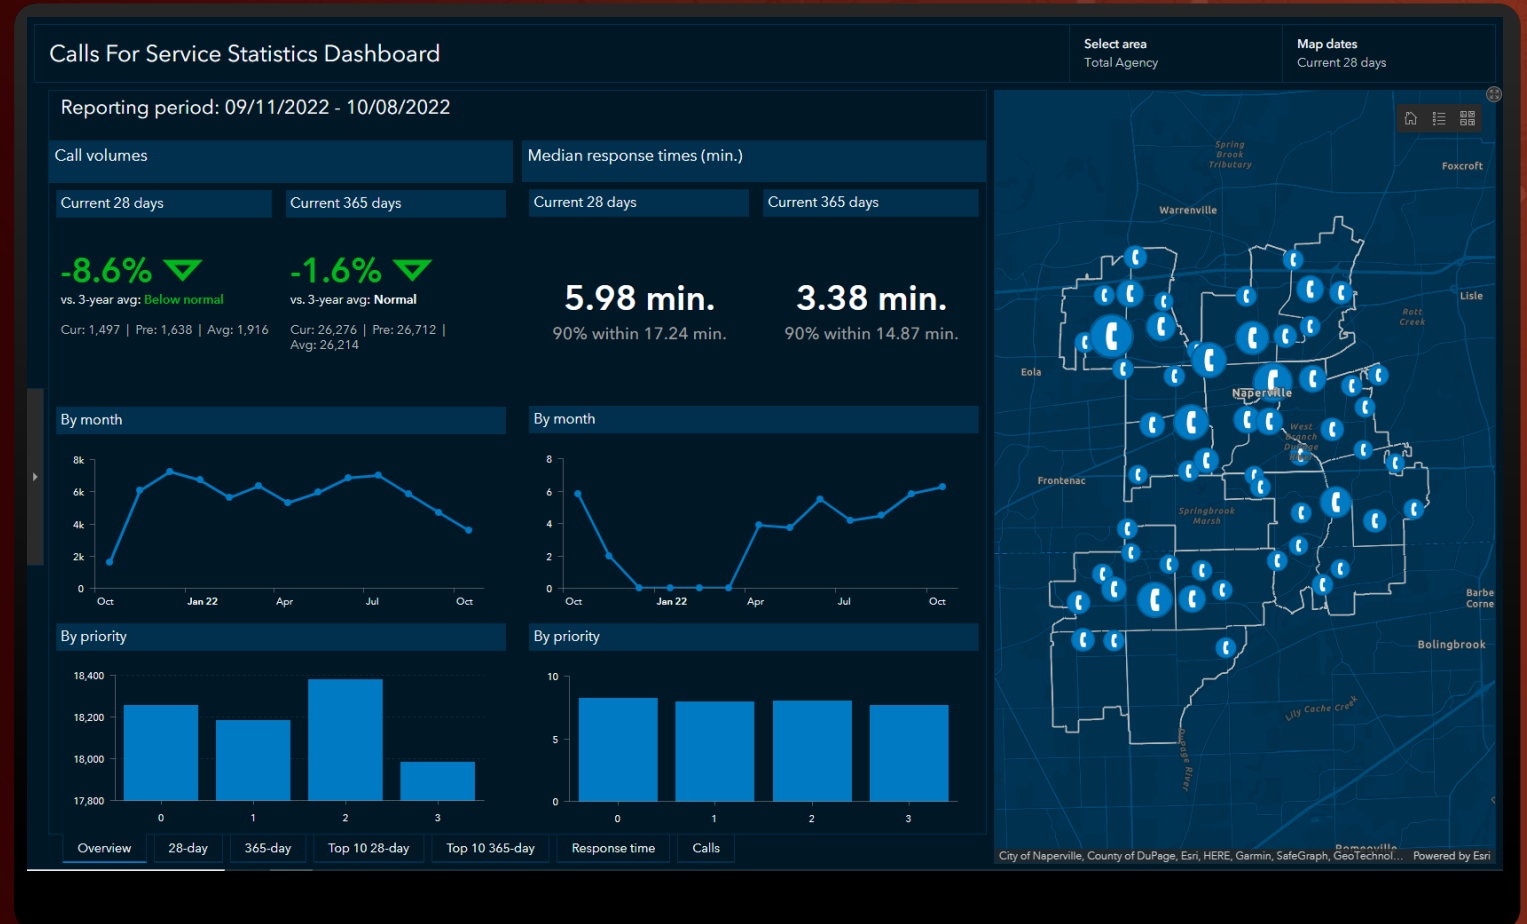 Calls For Service Statistics Dashboard
Select area
Total Agency
Map dates
Current 28 days
Reporting period: 09/11/2022 - 10/08/2022
Call volumes
Current 28 days
Current 365 days
-8.6%
vs. 3-year avg: Below normal
Cur: 1,497 | Pre: 1,638 | Avg: 1,916
-1.6%
vs. 3-year avg: Normal
Cur: 26,276 | Pre: 26,712 |
Avg: 26,214
Median response times (min.)
Current 28 days
Current 365 days
5.98 min.
90% within 17.24 min.
3.38 min.
90% within 14.87 min.
By month
8k
6k
4k
2k
0
Oct
Jan 22
Apr
Jul
Oct
By month
8
6
4
2
0
Oct
Jan 22
Apr
Jul
Oct
By priority
18,400
18,200
18,000
17,800
0
1
2
3
By priority
10
5
0
0
1
2
3
Overview
28-day
365-day
Top 10 28-day
Top 10 365-day
Response time
Calls
Spring
Brook
Tributary
Foxcroft
Warrenville
Lisle
Rott
Creek
Eola
Naperville
West
Branch
Dupage
Frontenac
Springbrook
Marsh
Barbe
Corne
Bolingbrook
Lily Cache Creek
Dupage River
Romeoville
City of Naperville, County of DuPage, Esri, HERE, Garmin, SafeGraph, GeoTechnol...
Powered by Esri